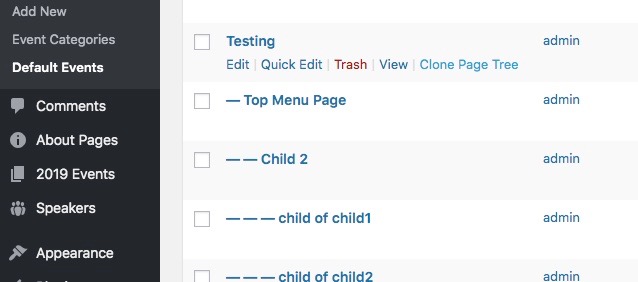 Add New
Event Categories
Default Events
Comments
About Pages
2019 Events
Speakers
Appearance
Testing admin
Edit | Quick Edit | Trash | View | Clone Page Tree
— Top Menu Page admin
— — Child 2 admin
— — — child of child1 admin
— — — child of child2 admin